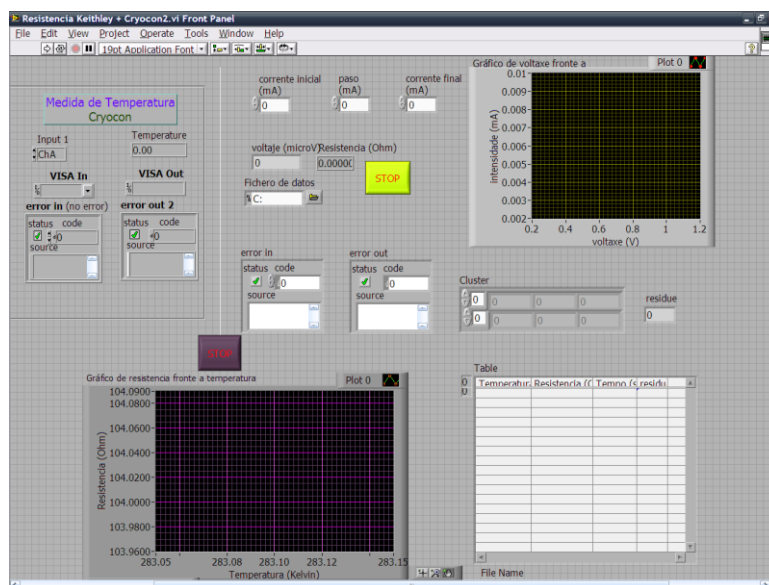 Resistencia Keithley + Cryocon2.vi Front Panel
File Edit View Project Operate Tools Window Help
19pt Application Font
Medida de Temperatura
Cryocon
Input 1
ChA
Temperature
0.00
VISA In
VISA Out
error in (no error)
status code
0
source
error out 2
status code
0
source
corrente inicial
(mA)
0
paso
(mA)
0
corrente final
(mA)
0
voltaje (microV)
0
Resistencia (Ohm)
0.0000
Fichero de datos
C:
STOP
Gráfico de voltaxe fronte a
Plot 0
intensidade (mA)
0.01
0.009
0.008
0.007
0.006
0.005
0.004
0.003
0.002
0.2 0.4 0.6 0.8 1 1.2
voltaxe (V)
error in
status code
0
source
error out
status code
0
source
Cluster
0 0 0 0
0 0 0 0
residue
0
STOP
Gráfico de resistencia fronte a temperatura
Plot 0
Resistencia (Ohm)
104.0900
104.0800
104.0600
104.0400
104.0200
104.0000
103.9800
103.9600
283.05 283.08 283.10 283.12 283.15
Temperatura (Kelvin)
Table
0
0
Temperatur Resistencia (C Tempo (s residu
File Name